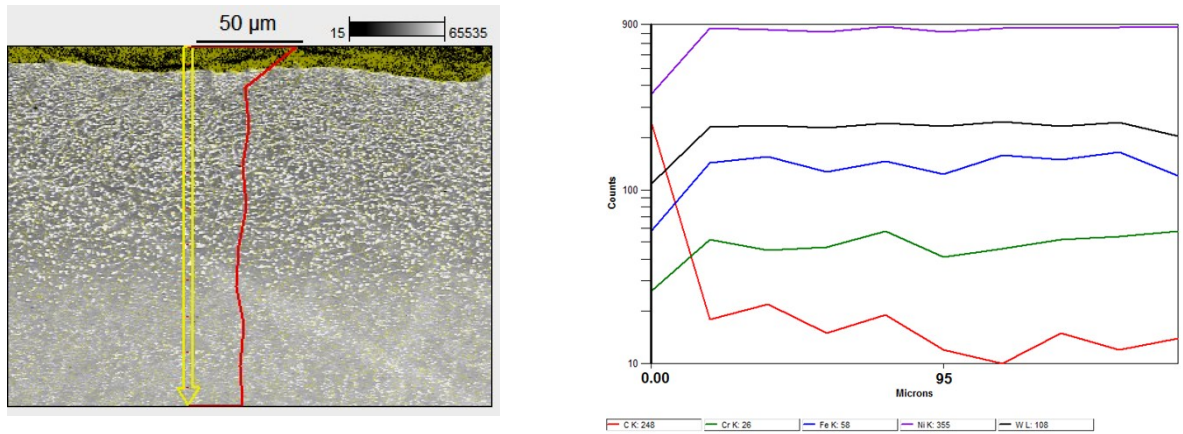 50 µm
15
65535
900
100
10
Counts
0.00
95
Microns
C K: 248
Cr K: 26
Fe K: 58
Ni K: 355
W L: 108